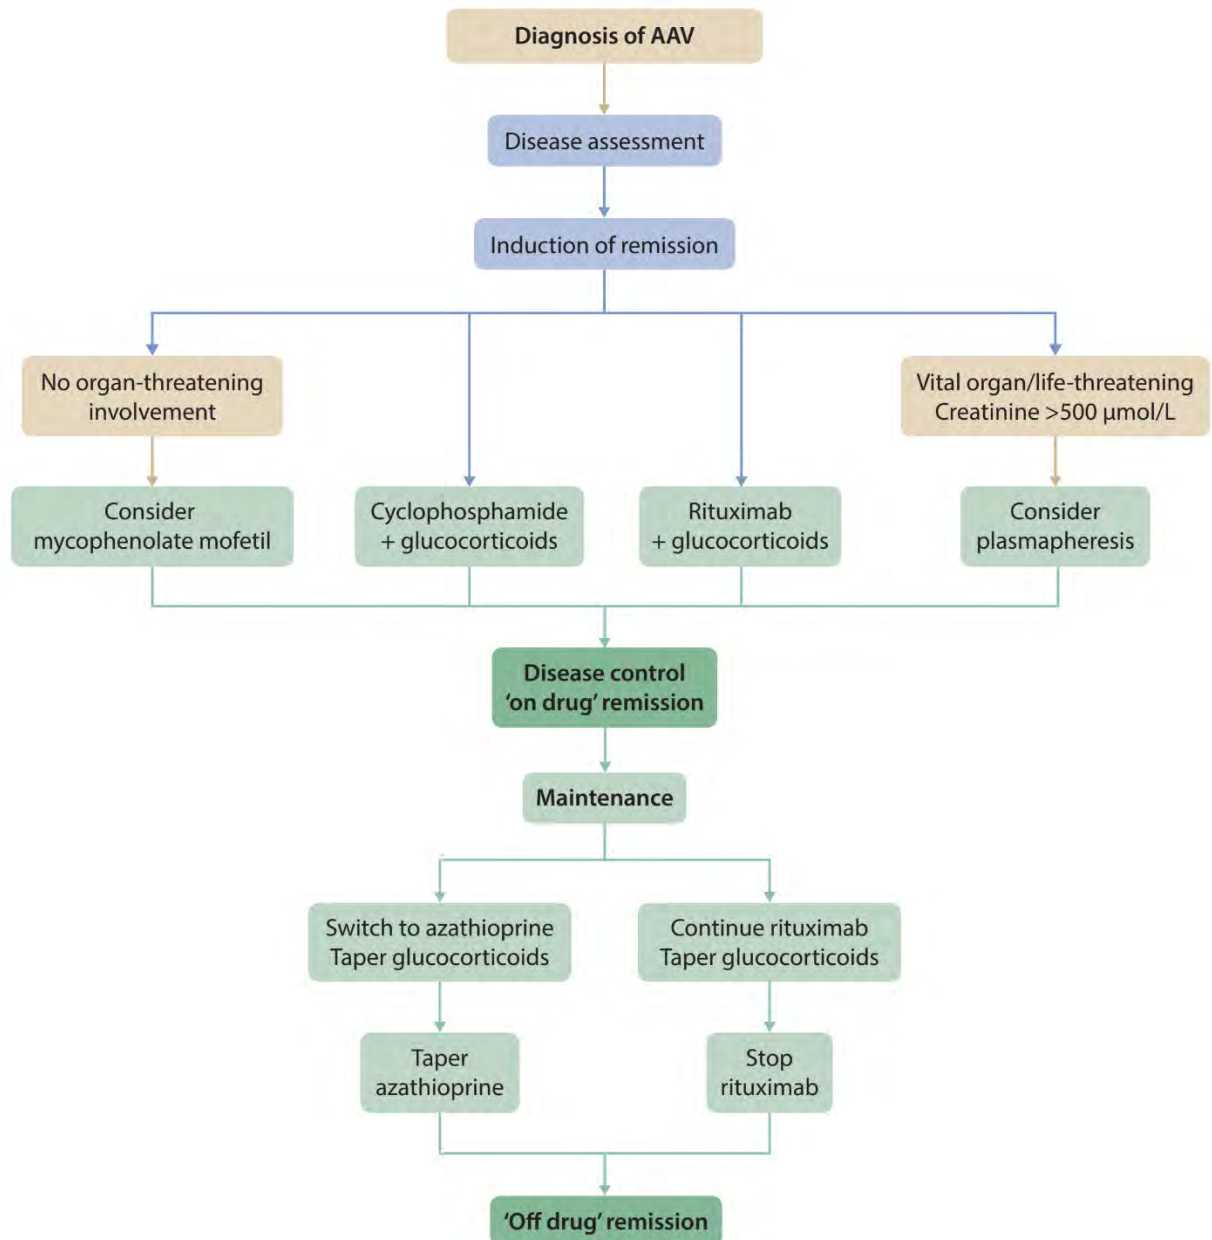 Diagnosis of AAV
Disease assessment
Induction of remission
No organ-threatening
involvement
Vital organ/life-threatening
Creatinine >500 μmol/L
Consider
mycophenolate mofetil
Cyclophosphamide
+ glucocorticoids
Rituximab
+ glucocorticoids
Consider
plasmapheresis
Disease control
‘on drug’ remission
Maintenance
Switch to azathioprine
Taper glucocorticoids
Continue rituximab
Taper glucocorticoids
Taper
azathioprine
Stop
rituximab
‘Off drug’ remission